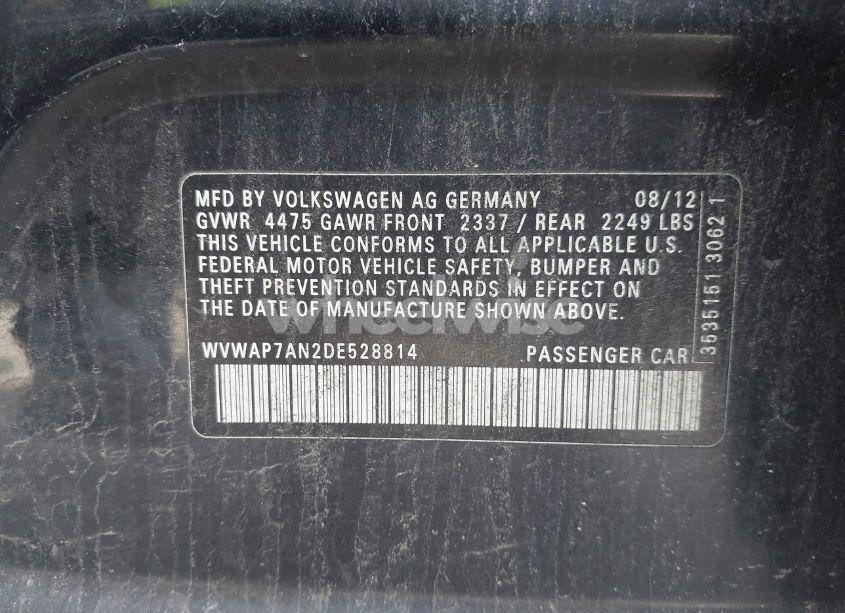 MFD BY VOLKSWAGEN AG GERMANY 08/12
GVWR 4475 GAWR FRONT 2337 / REAR 2249 LBS
THIS VEHICLE CONFORMS TO ALL APPLICABLE U.S.
FEDERAL MOTOR VEHICLE SAFETY, BUMPER AND
THEFT PREVENTION STANDARDS IN EFFECT ON
THE DATE OF MANUFACTURE SHOWN ABOVE.
WVWAP7AN2DE528814 PASSENGER CAR
3535151 3062 1
wheelwise